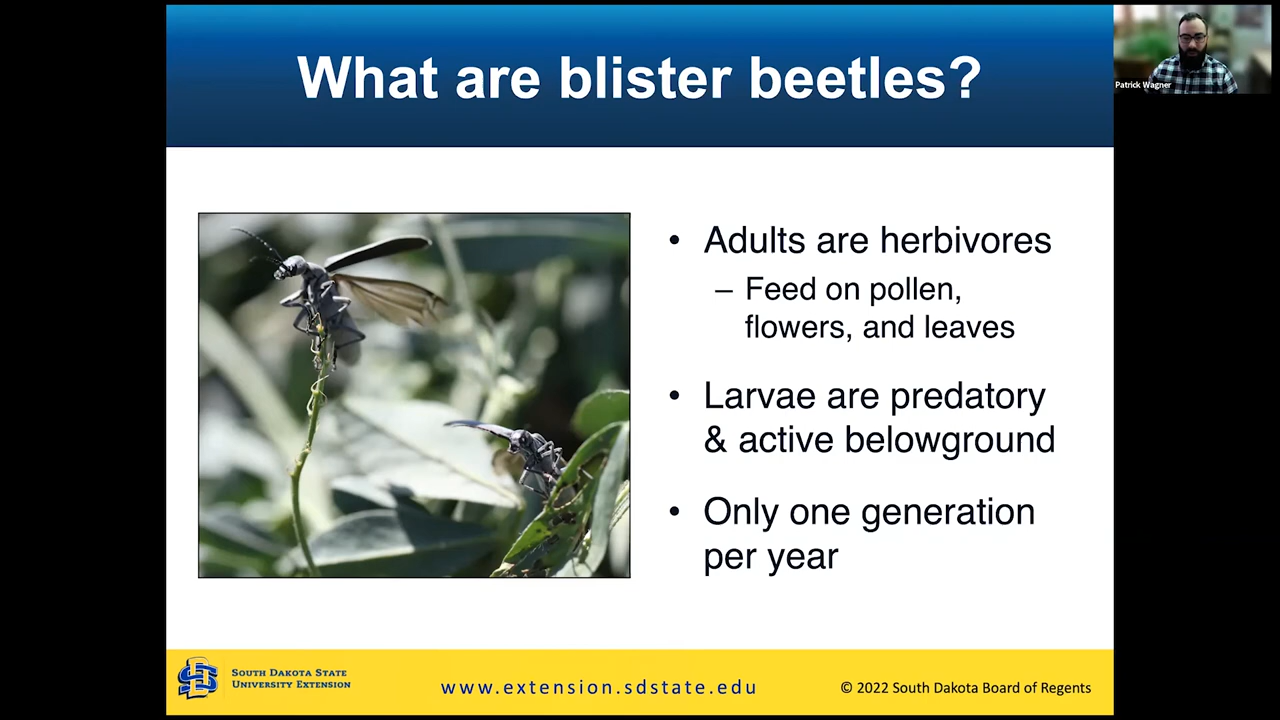 What are blister beetles?
Patrick Wagner
• Adults are herbivores
– Feed on pollen,
flowers, and leaves
• Larvae are predatory
& active belowground
• Only one generation
per year
SOUTH DAKOTA STATE
UNIVERSITY EXTENSION
www.extension.sdstate.edu
© 2022 South Dakota Board of Regents